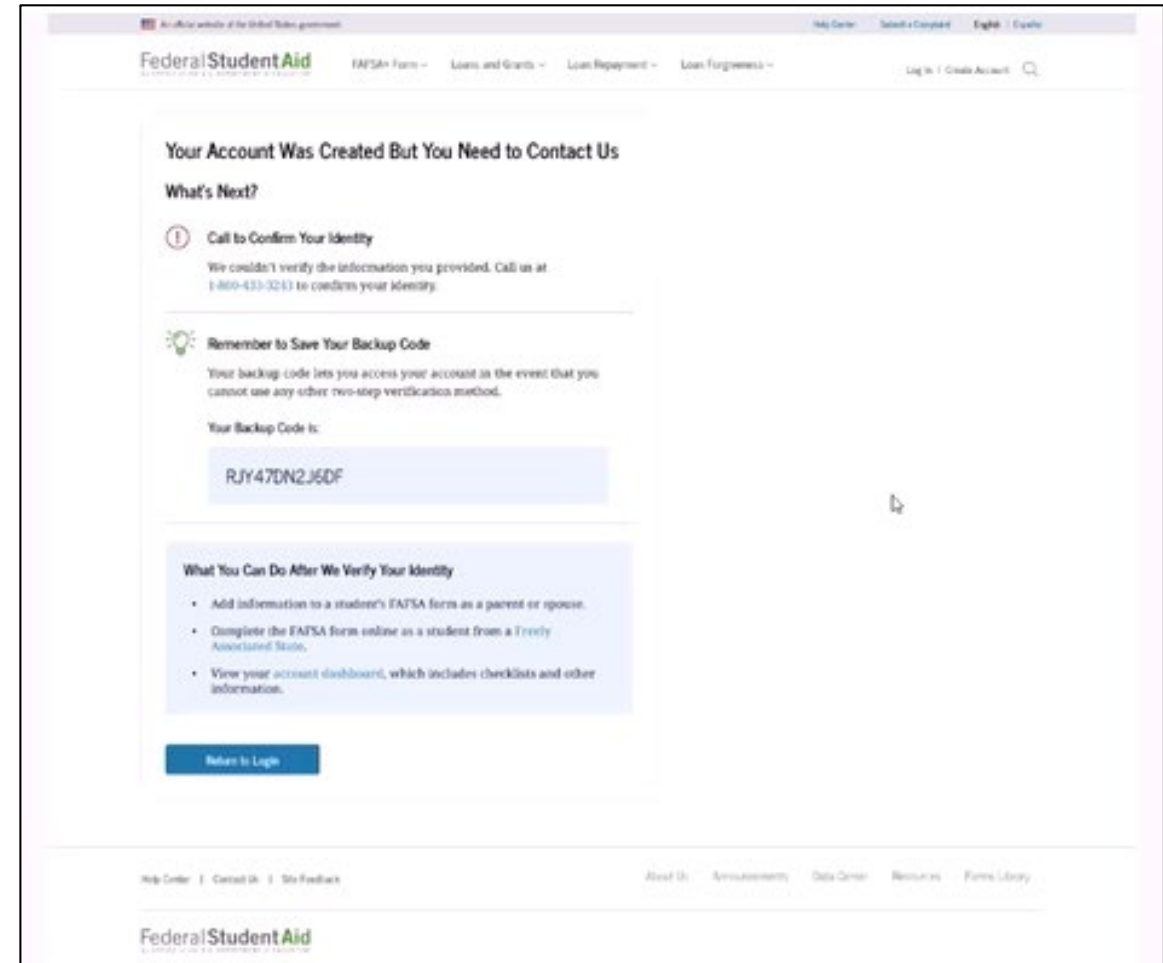 An official website of the United States government.
Help Center Submit a Complaint English | Español
Federal Student Aid
FAFSA® Form Loans and Grants Loan Repayment Loan Forgiveness
Log In | Create Account
Your Account Was Created But You Need to Contact Us
What's Next?
Call to Confirm Your Identity
We couldn't verify the information you provided. Call us at
1-800-433-3243 to confirm your identity.
Remember to Save Your Backup Code
Your backup code lets you access your account in the event that you
cannot use any other two-step verification method.
Your Backup Code is:
RJY47DN2J6DF
What You Can Do After We Verify Your Identity
• Add information to a student's FAFSA form as a parent or spouse.
• Complete the FAFSA form online as a student from a Freely
Associated State.
• View your account dashboard, which includes checklists and other
information.
Return to Login
Help Center | Contact Us | Site Feedback
About Us Announcements Data Center Resources Forms Library
Federal Student Aid